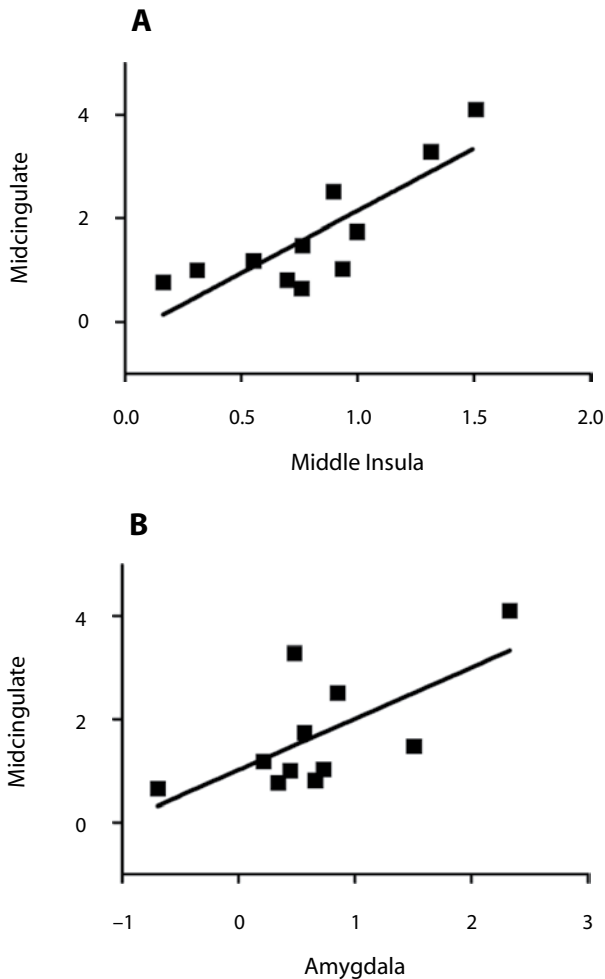 A
Midcingulate
4
2
0
0.0 0.5 1.0 1.5 2.0
Middle Insula
B
Midcingulate
4
2
0
–1 0 1 2 3
Amygdala